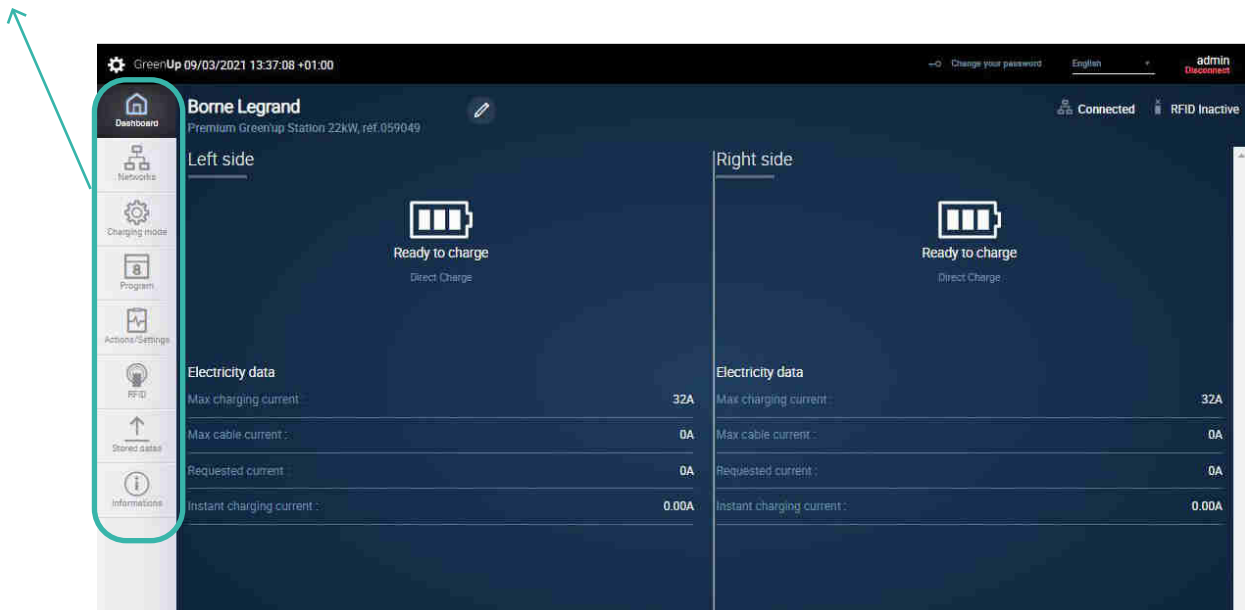 GreenUp 09/03/2021 13:37:08 +01:00
Change your password
English
admin
Disconnect
Dashboard
Networks
Charging mode
8
Program
Actions/Settings
RFID
Stored datas
Informations
Borne Legrand
Premium Green'up Station 22kW, ref.059049
Connected
RFID Inactive
Left side
Ready to charge
Direct Charge
Electricity data
Max charging current : 32A
Max cable current : 0A
Requested current : 0A
Instant charging current : 0.00A
Right side
Ready to charge
Direct Charge
Electricity data
Max charging current : 32A
Max cable current : 0A
Requested current : 0A
Instant charging current : 0.00A